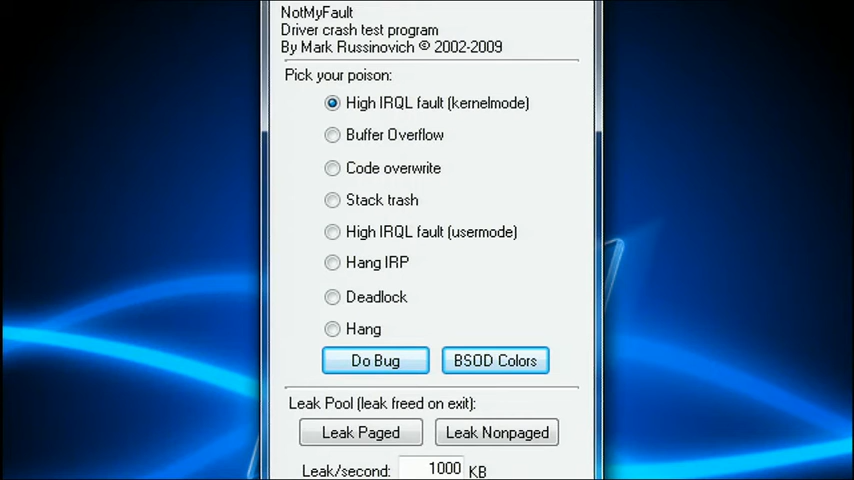 NotMyFault
Driver crash test program
By Mark Russinovich © 2002-2009
Pick your poison:
High IRQL fault (kernelmode)
Buffer Overflow
Code overwrite
Stack trash
High IRQL fault (usermode)
Hang IRP
Deadlock
Hang
Do Bug BSOD Colors
Leak Pool (leak freed on exit):
Leak Paged Leak Nonpaged
Leak/second: 1000 KB